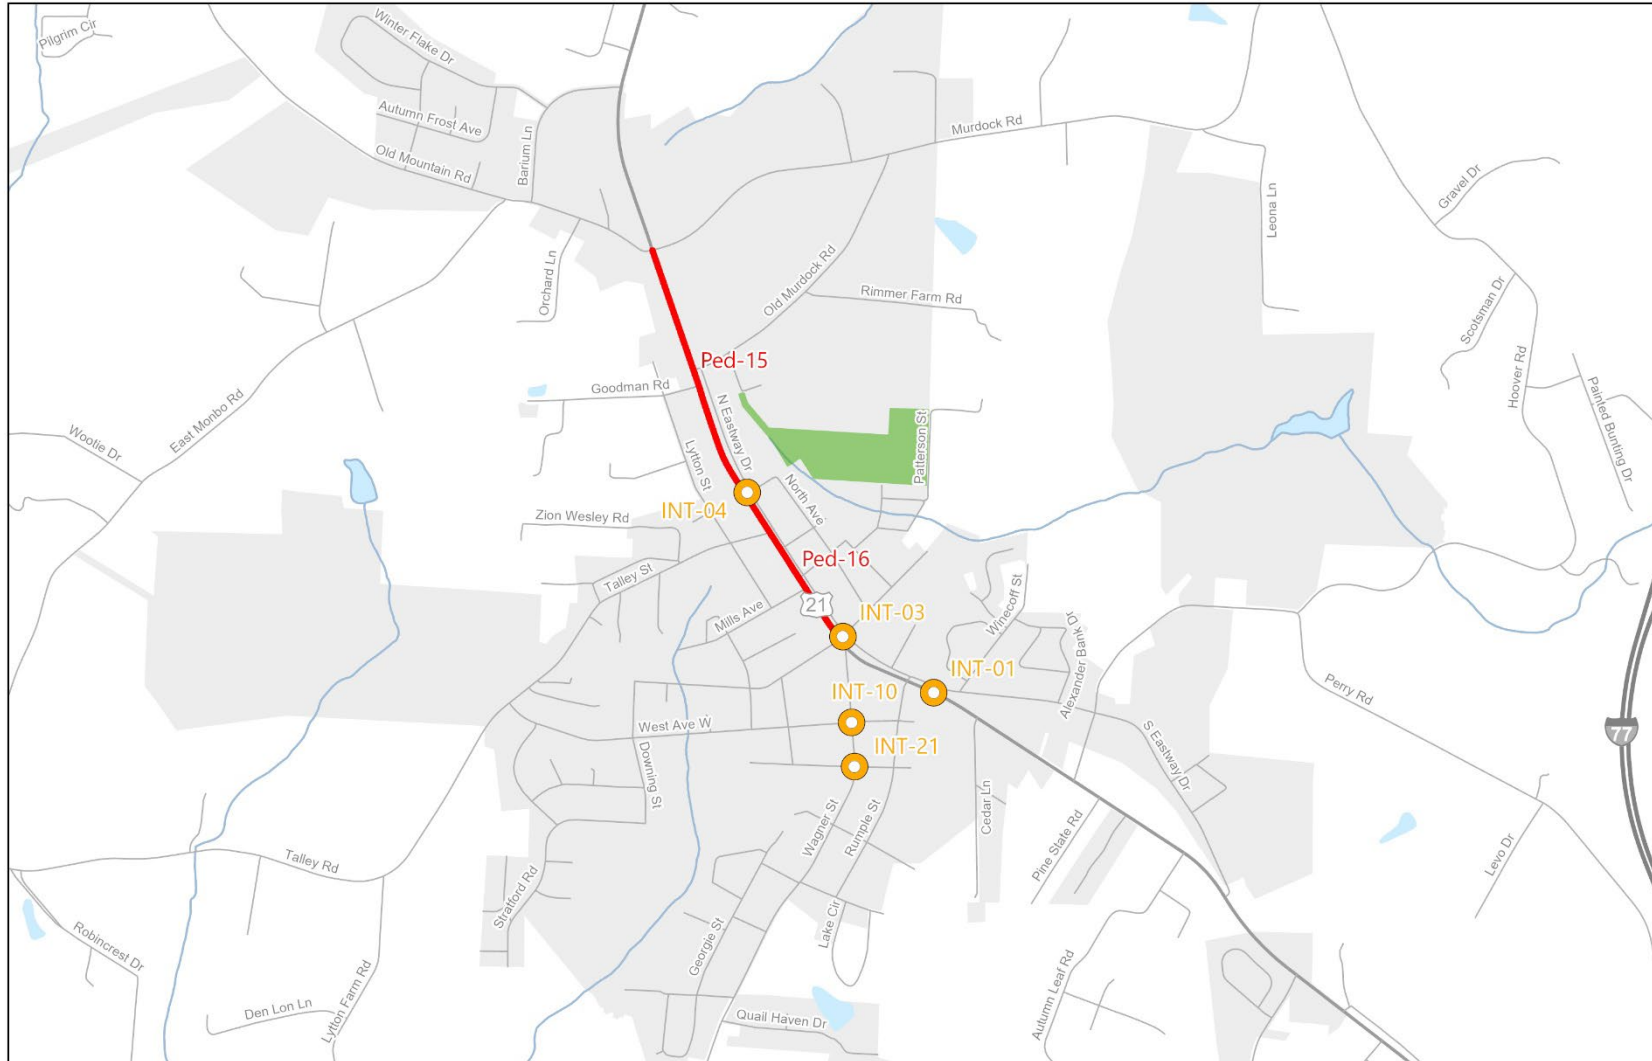 Pilgrim Cir
Winter Flake Dr
Autumn Frost Ave
Old Mountain Rd
Barium Ln
Murdock Rd
Gravel Dr
Leona Ln
Orchard Ln
Old Murdock Rd
Rimmer Farm Rd
Scotsman Dr
Hoover Rd
Painted Bunting Dr
Ped-15
Goodman Rd
N Eastway Dr
East Monbo Rd
Wootie Dr
Lytton St
Patterson St
North Ave
INT-04
Zion Wesley Rd
Ped-16
Talley St
Mills Ave
21
INT-03
Winecoff St
Alexander Bank Dr
INT-01
INT-10
Perry Rd
West Ave W
INT-21
77
S Eastway Dr
Downing St
Wagner St
Rumple St
Cedar Ln
Pine State Rd
Levo Dr
Talley Rd
Stratford Rd
Lake Cir
Georgie St
Robincrest Dr
Lytton Farm Rd
Autumn Leaf Rd
Den Lon Ln
Quail Haven Dr